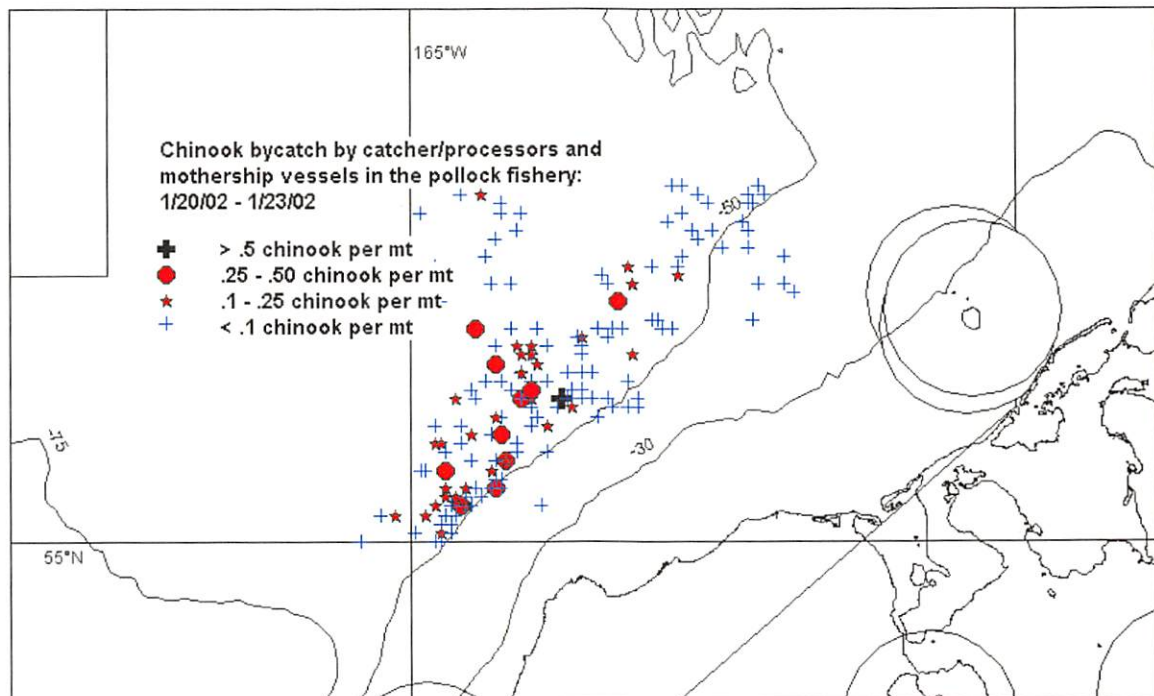 165°W
Chinook bycatch by catcher/processors and
mothership vessels in the pollock fishery:
1/20/02 - 1/23/02
> .5 chinook per mt
.25 - .50 chinook per mt
.1 - .25 chinook per mt
< .1 chinook per mt
-50
-75
-30
55°N